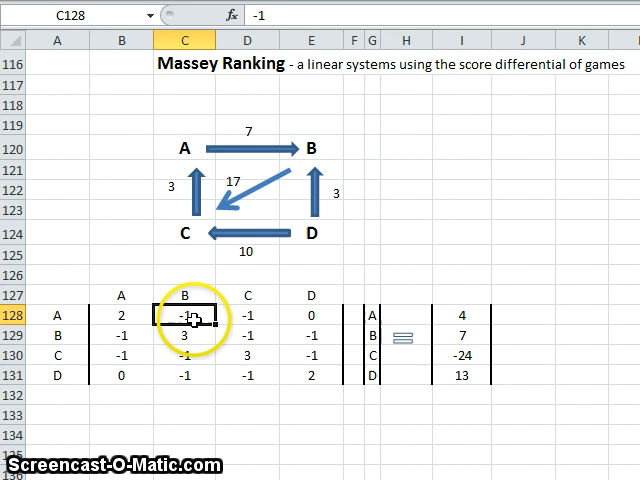 C128 fx -1
A B C D E F G H I J K
116 Massey Ranking - a linear systems using the score differential of games
117
118
119 7
120 A B
121
122 3 17 3
123
124 C D
125 10
126
127 A B C D
128 A 2 -1 -1 0 A 4
129 B -1 3 -1 -1 B 7
130 C -1 -1 3 -1 C -24
131 D 0 -1 -1 2 D 13
132
133
134
135
136
Screencast-O-Matic.com